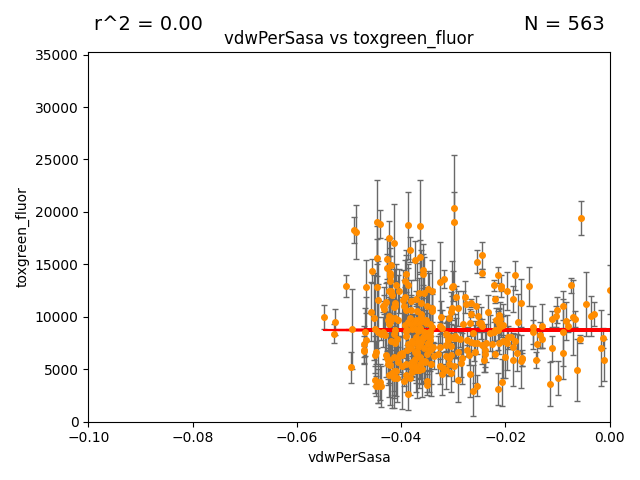 r^2 = 0.00
N = 563
vdwPerSasa vs toxgreen_fluor
35000
30000
25000
20000
15000
10000
5000
0
toxgreen_fluor
−0.10
−0.08
−0.06
−0.04
−0.02
0.00
vdwPerSasa